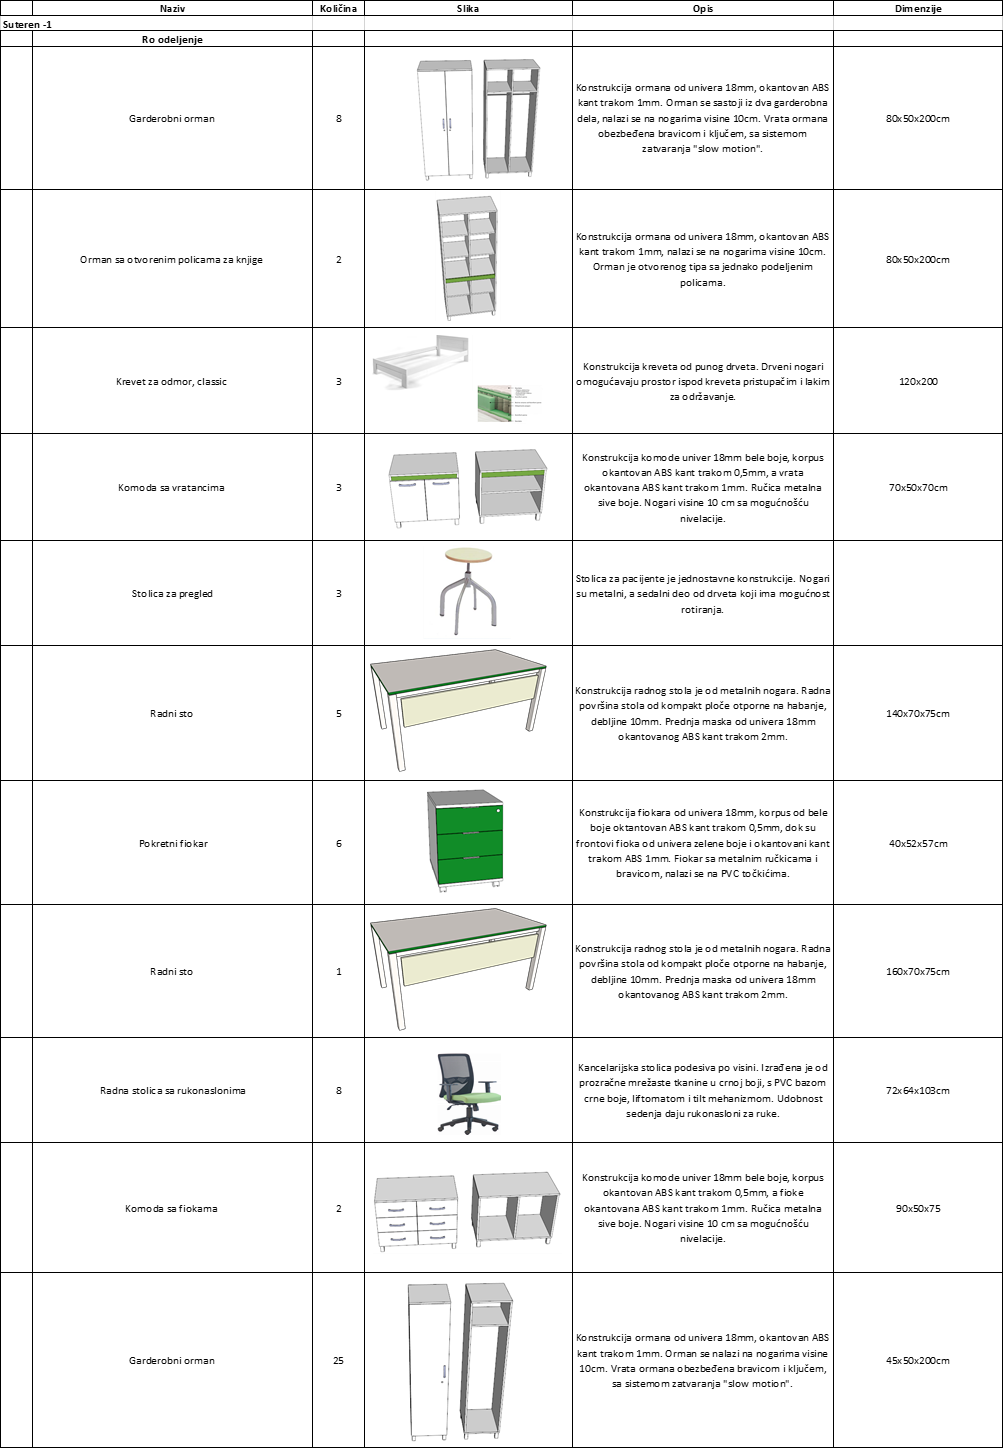 Naziv Količina Slika Opis Dimenzije
Suteren -1
Ro odeljenje
Garderobni orman 8
Konstrukcija ormana od univera 18mm, okantovan ABS
kant trakom 1mm. Orman se sastoji iz dva garderobna
dela, nalazi se na nogarima visine 10cm. Vrata ormana
obezbeđena bravicom i ključem, sa sistemom
zatvaranja "slow motion".
80x50x200cm
Orman sa otvorenim policama za knjige 2
Konstrukcija ormana od univera 18mm, okantovan ABS
kant trakom 1mm, nalazi se na nogarima visine 10cm.
Orman je otvorenog tipa sa jednako podeljenim
policama.
80x50x200cm
Krevet za odmor, classic 3
Konstrukcija kreveta od punog drveta. Drveni nogari
omogućavaju prostor ispod kreveta pristupačim i lakim
za održavanje.
120x200
Komoda sa vratancima 3
Konstrukcija komode univer 18mm bele boje, korpus
okantovan ABS kant trakom 0,5mm, a vrata
okantovana ABS kant trakom 1mm. Ručica metalna
sive boje. Nogari visine 10 cm sa mogućnošću
nivelacije.
70x50x70cm
Stolica za pregled 3
Stolica za pacijente je jednostavne konstrukcije. Nogari
su metalni, a sedalni deo od drveta koji ima mogućnost
rotiranja.
Radni sto 5
Konstrukcija radnog stola je od metalnih nogara. Radna
površina stola od kompakt ploče otporne na habanje,
debljine 10mm. Prednja maska od univera 18mm
okantovanog ABS kant trakom 2mm.
140x70x75cm
Pokretni fiokar 6
Konstrukcija fiokara od univera 18mm, korpus od bele
boje oktantovan ABS kant trakom 0,5mm, dok su
frontovi fioka od univera zelene boje i okantovani kant
trakom ABS 1mm. Fiokar sa metalnim ručkicama i
bravicom, nalazi se na PVC točkićima.
40x52x57cm
Radni sto 1
Konstrukcija radnog stola je od metalnih nogara. Radna
površina stola od kompakt ploče otporne na habanje,
debljine 10mm. Prednja maska od univera 18mm
okantovanog ABS kant trakom 2mm.
160x70x75cm
Radna stolica sa rukonaslonima 8
Kancelarijska stolica podesiva po visini. Izrađena je od
prozračne mrežaste tkanine u crnoj boji, s PVC bazom
crne boje, liftomatom i tilt mehanizmom. Udobnost
sedenja daju rukonasloni za ruke.
72x64x103cm
Komoda sa fiokama 2
Konstrukcija komode univer 18mm bele boje, korpus
okantovan ABS kant trakom 0,5mm, a fioke
okantovana ABS kant trakom 1mm. Ručica metalna
sive boje. Nogari visine 10 cm sa mogućnošću
nivelacije.
90x50x75
Garderobni orman 25
Konstrukcija ormana od univera 18mm, okantovan ABS
kant trakom 1mm. Orman se nalazi na nogarima visine
10cm. Vrata ormana obezbeđena bravicom i ključem,
sa sistemom zatvaranja "slow motion".
45x50x200cm